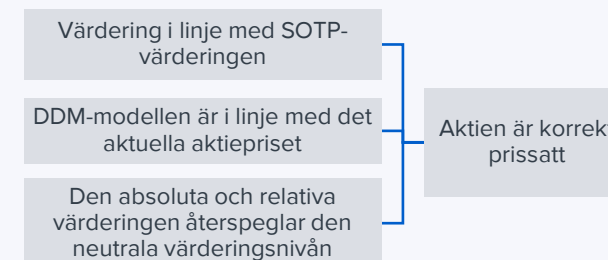 Värdering i linje med SOTP-
värderingen
DDM-modellen är i linje med det
aktuella aktiepriset
Den absoluta och relativa
värderingen återspeglar den
neutrala värderingsnivån
Aktien är korrekt
prissatt